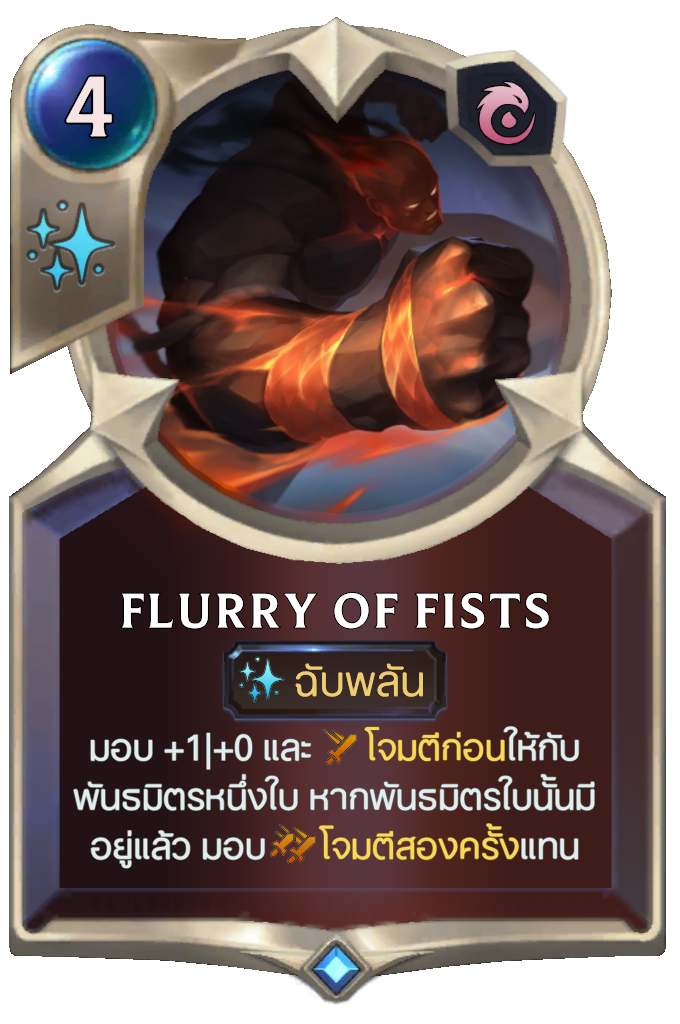 4
FLURRY OF FISTS
ฉับพลัน
มอบ +1|+0 และ โจมตีก่อนให้กับ
พันธมิตรหนึ่งใบ หากพันธมิตรใบนั้นมี
อยู่แล้ว มอบ โจมตีสองครั้งแทน